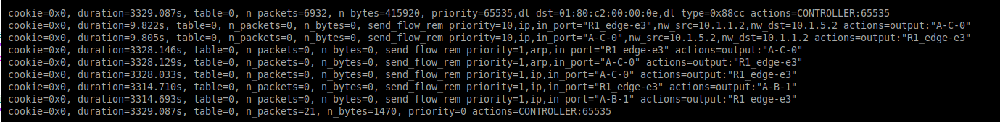 cookie=0x0, duration=3329.087s, table=0, n_packets=6932, n_bytes=415920, priority=65535,dl_dst=01:80:c2:00:00:0e,dl_type=0x88cc actions=CONTROLLER:65535
cookie=0x0, duration=9.822s, table=0, n_packets=0, n_bytes=0, send_flow_rem priority=10,ip,in_port="R1_edge-e3",nw_src=10.1.1.2,nw_dst=10.1.5.2 actions=output:"A-C-0"
cookie=0x0, duration=9.805s, table=0, n_packets=0, n_bytes=0, send_flow_rem priority=10,ip,in_port="A-C-0",nw_src=10.1.5.2,nw_dst=10.1.1.2 actions=output:"R1_edge-e3"
cookie=0x0, duration=3328.146s, table=0, n_packets=0, n_bytes=0, send_flow_rem priority=1,arp,in_port="R1_edge-e3" actions=output:"A-C-0"
cookie=0x0, duration=3328.129s, table=0, n_packets=0, n_bytes=0, send_flow_rem priority=1,arp,in_port="A-C-0" actions=output:"R1_edge-e3"
cookie=0x0, duration=3328.033s, table=0, n_packets=0, n_bytes=0, send_flow_rem priority=1,ip,in_port="A-C-0" actions=output:"R1_edge-e3"
cookie=0x0, duration=3314.710s, table=0, n_packets=0, n_bytes=0, send_flow_rem priority=1,ip,in_port="R1_edge-e3" actions=output:"A-B-1"
cookie=0x0, duration=3314.693s, table=0, n_packets=0, n_bytes=0, send_flow_rem priority=1,ip,in_port="A-B-1" actions=output:"R1_edge-e3"
cookie=0x0, duration=3329.087s, table=0, n_packets=21, n_bytes=1470, priority=0 actions=CONTROLLER:65535